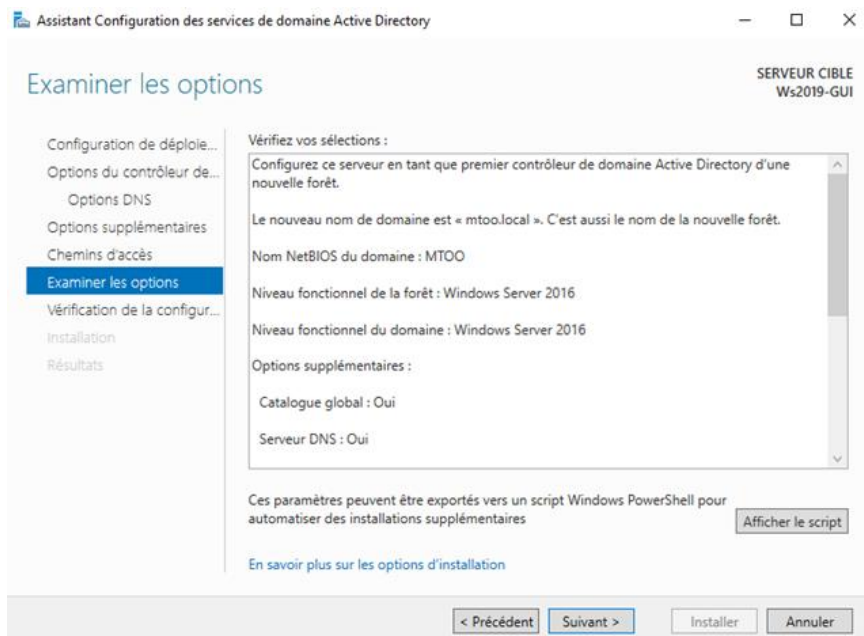 Assistant Configuration des services de domaine Active Directory
Examiner les options
SERVEUR CIBLE
Ws2019-GUI
Configuration de déploie...
Options du contrôleur de...
Options DNS
Options supplémentaires
Chemins d'accès
Examiner les options
Vérification de la configur...
Installation
Résultats
Vérifiez vos sélections :
Configurez ce serveur en tant que premier contrôleur de domaine Active Directory d'une
nouvelle forêt.
Le nouveau nom de domaine est « mtoo.local ». C'est aussi le nom de la nouvelle forêt.
Nom NetBIOS du domaine : MTOO
Niveau fonctionnel de la forêt : Windows Server 2016
Niveau fonctionnel du domaine : Windows Server 2016
Options supplémentaires :
Catalogue global : Oui
Serveur DNS : Oui
Ces paramètres peuvent être exportés vers un script Windows PowerShell pour
automatiser des installations supplémentaires
Afficher le script
En savoir plus sur les options d'installation
< Précédent
Suivant >
Installer
Annuler